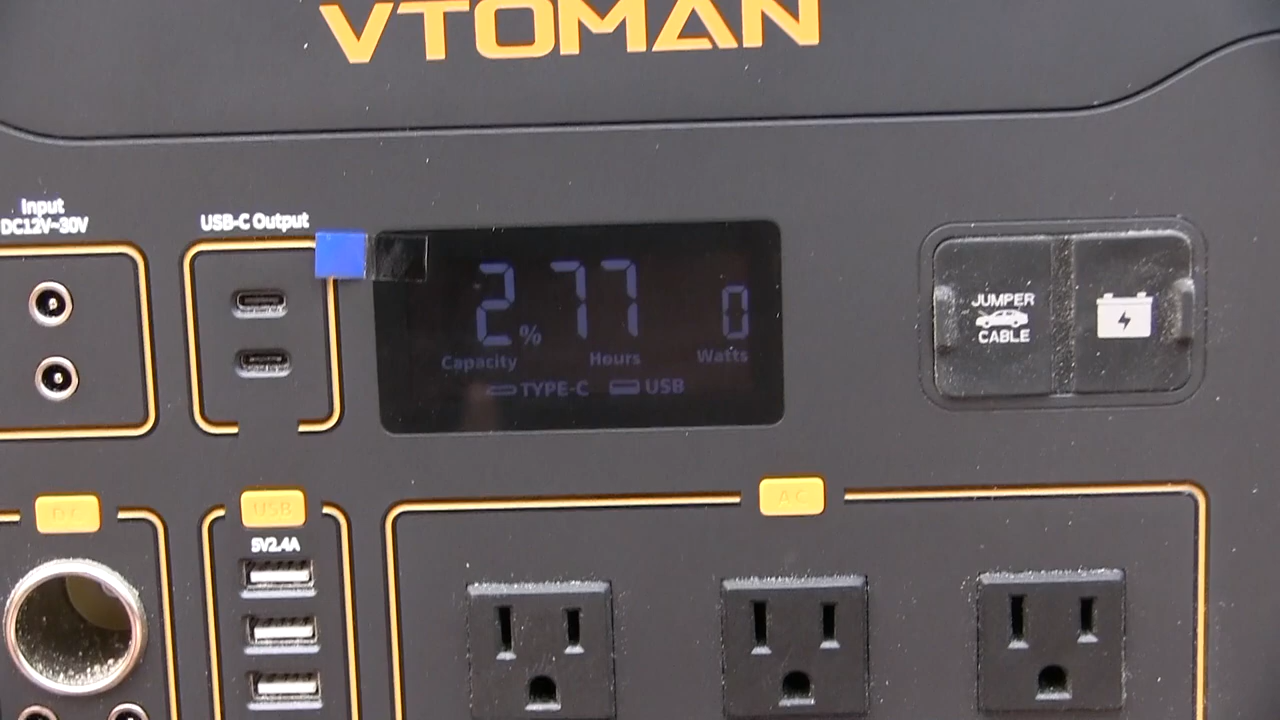 VTOMAN
Input
DC12V~30V
USB-C Output
2% 77 0
Capacity Hours Watts
TYPE-C USB
JUMPER
CABLE
DC
USB
AC
5V2.4A